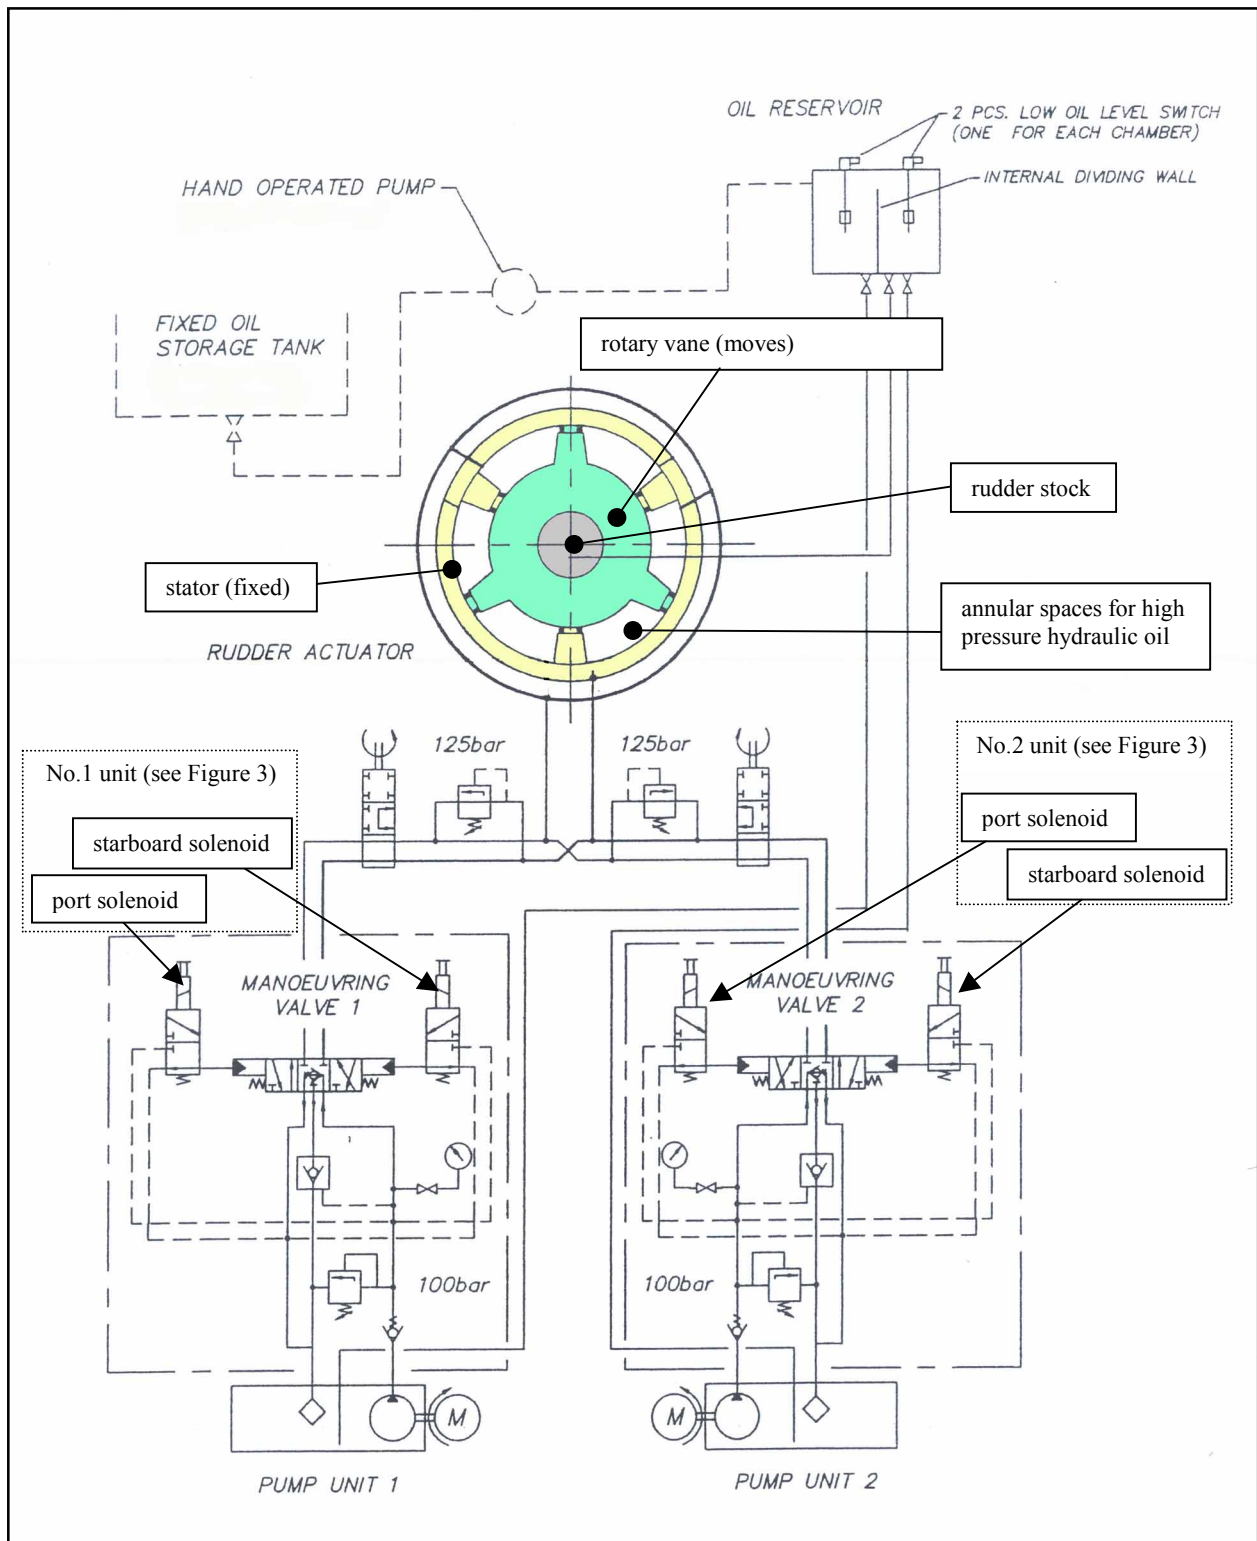 OIL RESERVOIR
2 PCS. LOW OIL LEVEL SWITCH
(ONE FOR EACH CHAMBER)
INTERNAL DIVIDING WALL
HAND OPERATED PUMP
FIXED OIL
STORAGE TANK
rotary vane (moves)
rudder stock
stator (fixed)
annular spaces for high
pressure hydraulic oil
RUDDER ACTUATOR
125bar
125bar
No.1 unit (see Figure 3)
starboard solenoid
port solenoid
No.2 unit (see Figure 3)
port solenoid
starboard solenoid
MANOEUVRING
VALVE 1
MANOEUVRING
VALVE 2
100bar
100bar
M
M
PUMP UNIT 1
PUMP UNIT 2